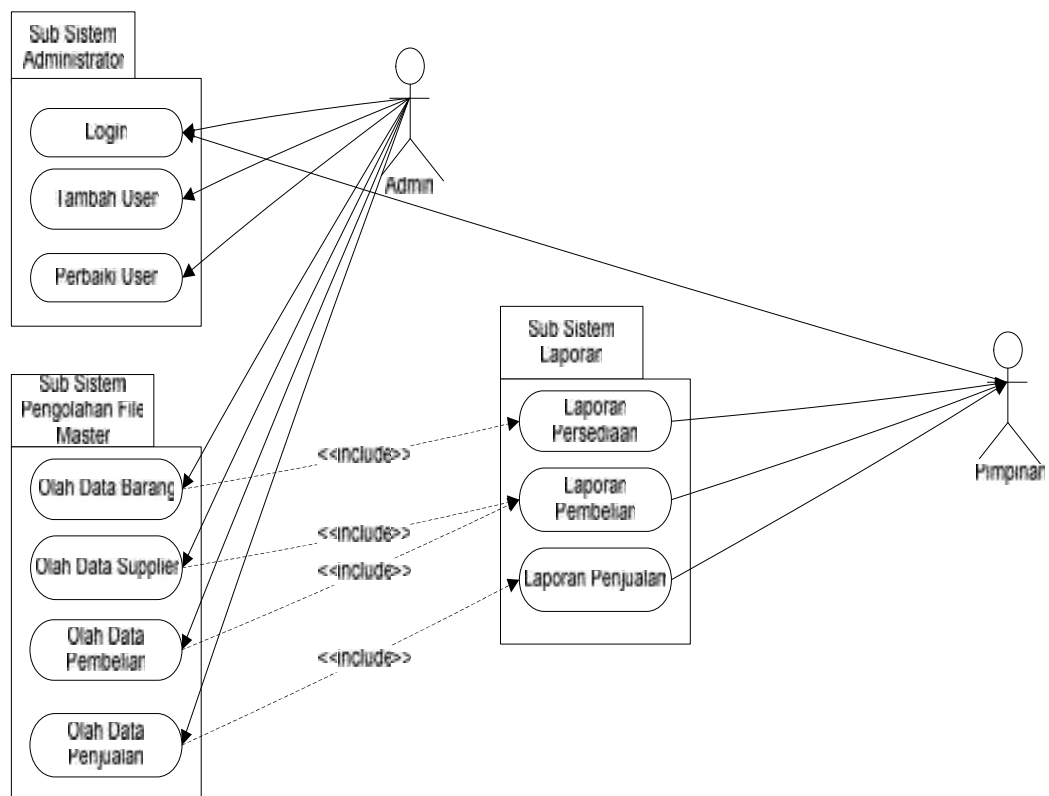 Sub Sistem
Administrator
Login
Tambah User
Perbaiki User
Admin
Sub Sistem
Laporan
Laporan
Persediaan
Laporan
Pembelian
Laporan Penjualan
Pimpinan
Sub Sistem
Pengolahan File
Master
Olah Data Barang
Olah Data Supplier
Olah Data
Pembelian
Olah Data
Penjualan
<<include>>
<<include>>
<<include>>
<<include>>